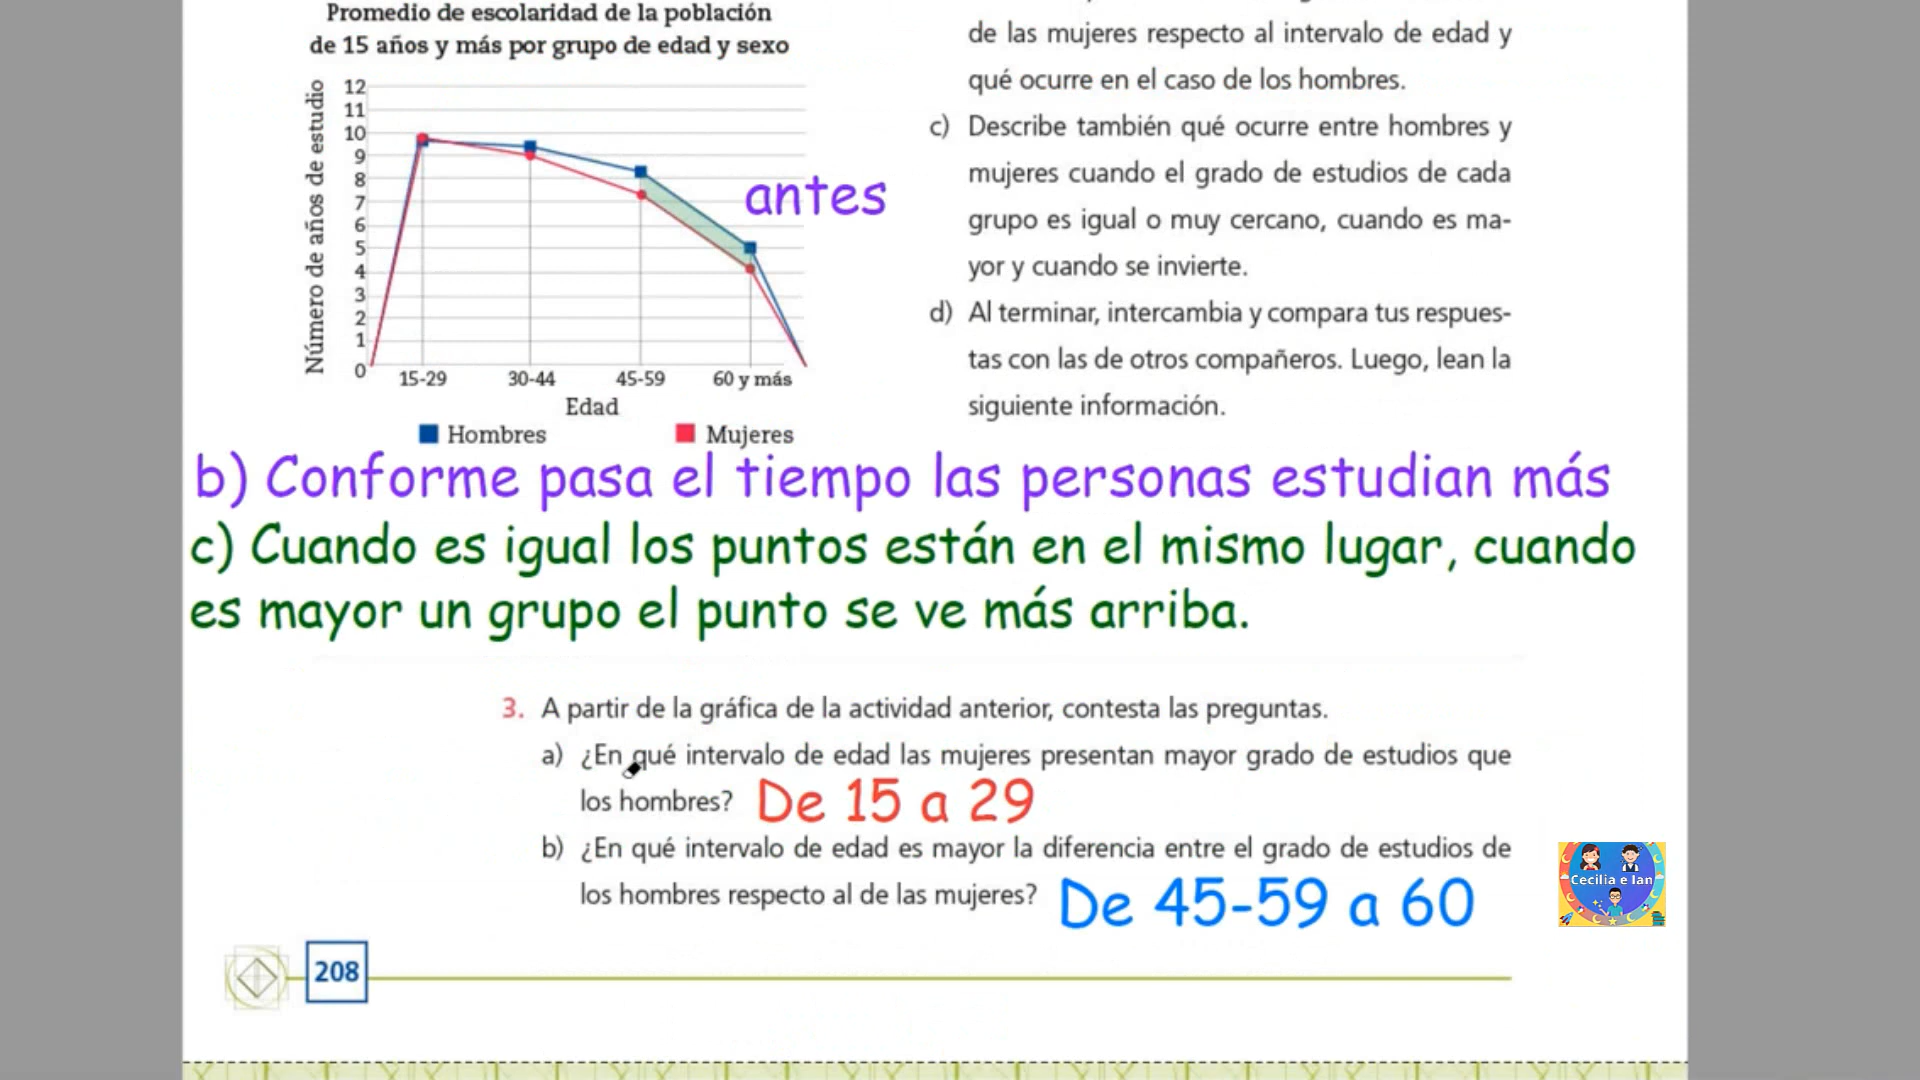 Promedio de escolaridad de la población
de 15 años y más por grupo de edad y sexo
Número de años de estudio
12
11
10
9
8
7
6
5
4
3
2
1
0
15-29 30-44 45-59 60 y más
Edad
Hombres Mujeres
antes
de las mujeres respecto al intervalo de edad y
qué ocurre en el caso de los hombres.
c) Describe también qué ocurre entre hombres y
mujeres cuando el grado de estudios de cada
grupo es igual o muy cercano, cuando es ma-
yor y cuando se invierte.
d) Al terminar, intercambia y compara tus respues-
tas con las de otros compañeros. Luego, lean la
siguiente información.
b) Conforme pasa el tiempo las personas estudian más
c) Cuando es igual los puntos están en el mismo lugar, cuando
es mayor un grupo el punto se ve más arriba.
3. A partir de la gráfica de la actividad anterior, contesta las preguntas.
a) ¿En qué intervalo de edad las mujeres presentan mayor grado de estudios que
los hombres? De 15 a 29
b) ¿En qué intervalo de edad es mayor la diferencia entre el grado de estudios de
los hombres respecto al de las mujeres? De 45-59 a 60
Cecilia e Ian
208